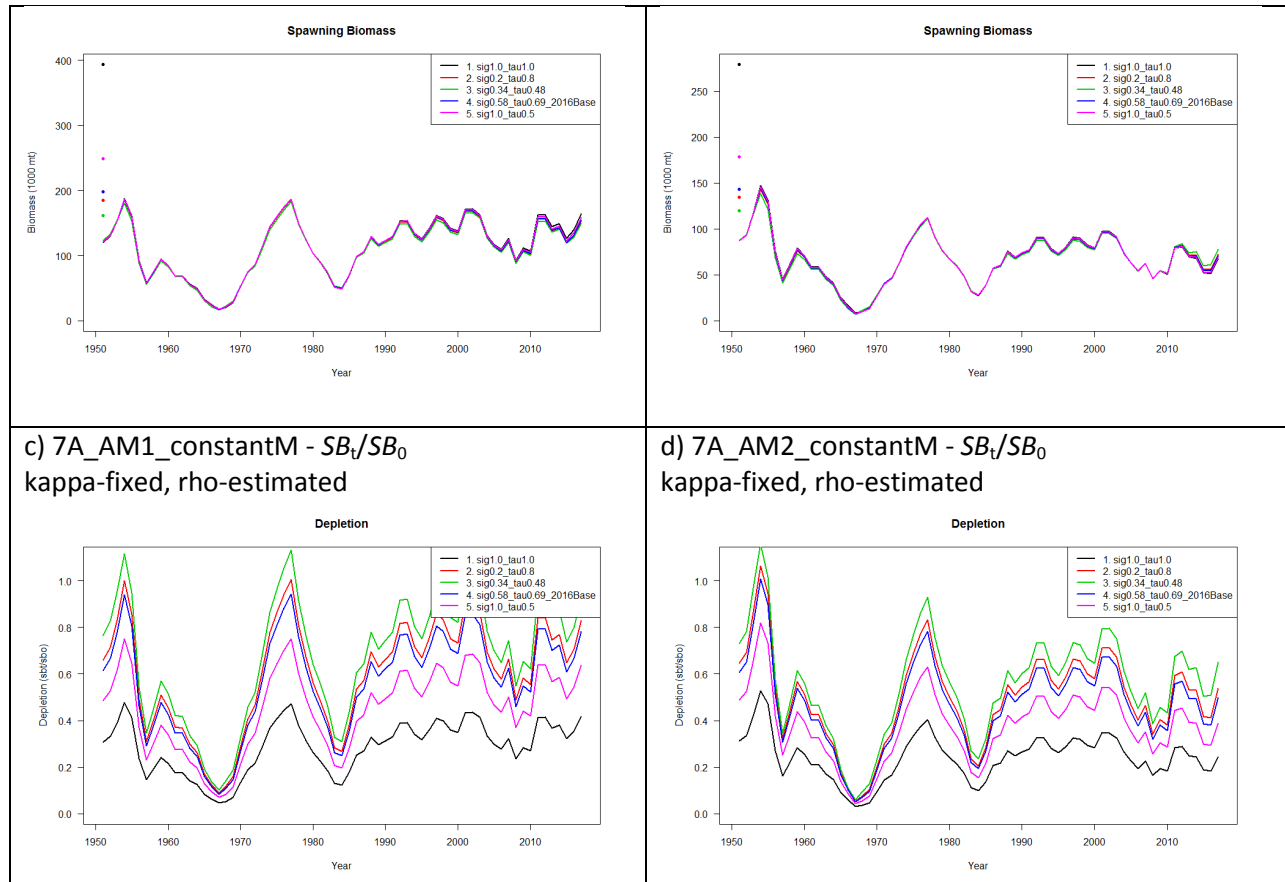 Spawning Biomass
400
300
200
100
0
Biomass (1000 mt)
1. sig1.0_tau1.0
2. sig0.2_tau0.8
3. sig0.34_tau0.48
4. sig0.58_tau0.69_2016Base
5. sig1.0_tau0.5
1950 1960 1970 1980 1990 2000 2010
Year
Spawning Biomass
250
200
150
100
50
0
Biomass (1000 mt)
1. sig1.0_tau1.0
2. sig0.2_tau0.8
3. sig0.34_tau0.48
4. sig0.58_tau0.69_2016Base
5. sig1.0_tau0.5
1950 1960 1970 1980 1990 2000 2010
Year
c) 7A_AM1_constantM - SBt/SB0
kappa-fixed, rho-estimated
Depletion
1.0
0.8
0.6
0.4
0.2
0.0
Depletion (sbt/sbo)
1. sig1.0_tau1.0
2. sig0.2_tau0.8
3. sig0.34_tau0.48
4. sig0.58_tau0.69_2016Base
5. sig1.0_tau0.5
1950 1960 1970 1980 1990 2000 2010
Year
d) 7A_AM2_constantM - SBt/SB0
kappa-fixed, rho-estimated
Depletion
1.0
0.8
0.6
0.4
0.2
0.0
Depletion (sbt/sbo)
1. sig1.0_tau1.0
2. sig0.2_tau0.8
3. sig0.34_tau0.48
4. sig0.58_tau0.69_2016Base
5. sig1.0_tau0.5
1950 1960 1970 1980 1990 2000 2010
Year